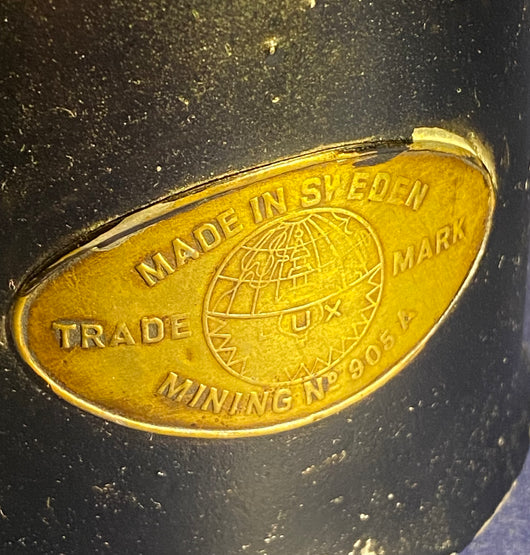 MADE IN SWEDEN
TRADE MARK
LUX
MINING Nº 905 A